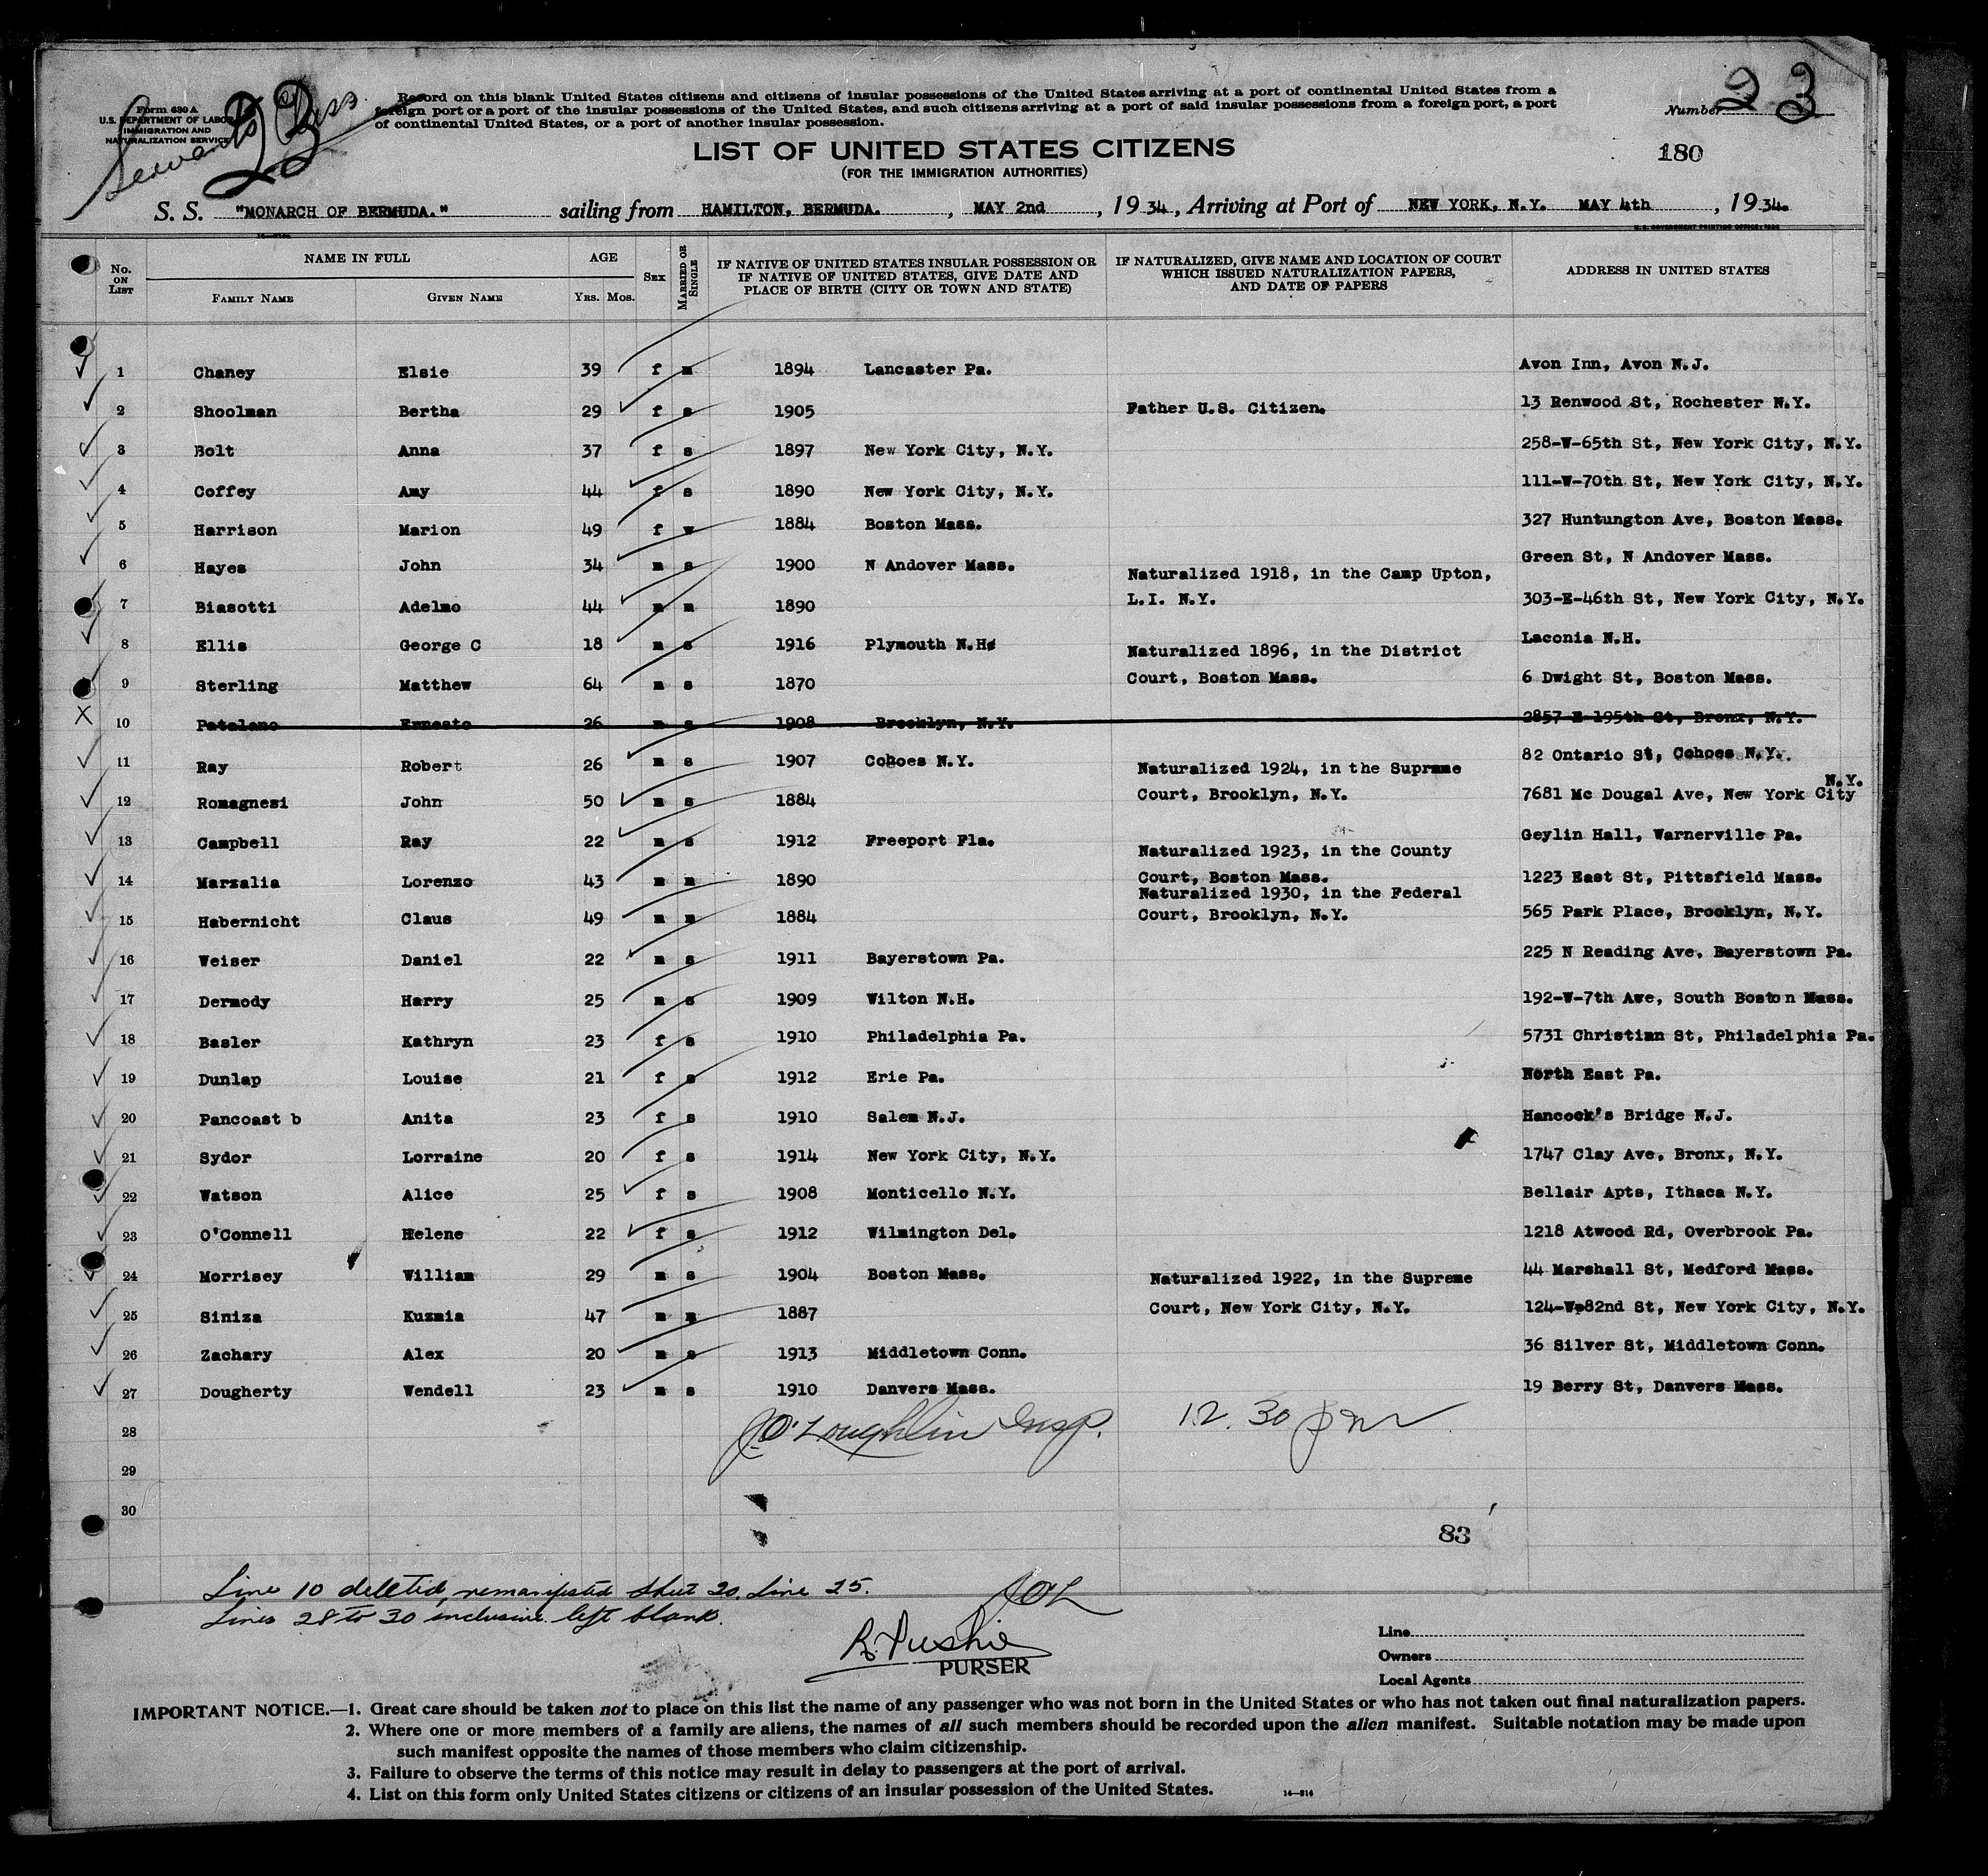 Servants Class
23
Form 630 A
U.S. DEPARTMENT OF LABOR
IMMIGRATION AND
NATURALIZATION SERVICE
Record on this blank United States citizens and citizens of insular possessions of the United States arriving at a port of continental United States from a
foreign port or a port of the insular possessions of the United States, and such citizens arriving at a port of said insular possessions from a foreign port, a port
of continental United States, or a port of another insular possession.
Number 23
LIST OF UNITED STATES CITIZENS
(FOR THE IMMIGRATION AUTHORITIES)
180
S. S. "MONARCH OF BERMUDA." sailing from HAMILTON, BERMUDA. , MAY 2nd , 19 34, Arriving at Port of NEW YORK, N.Y. MAY 4th , 19 34.
No. ON LIST
NAME IN FULL
FAMILY NAME GIVEN NAME
AGE
YRS. MOS.
SEX
MARRIED OR SINGLE
IF NATIVE OF UNITED STATES INSULAR POSSESSION OR
IF NATIVE OF UNITED STATES, GIVE DATE AND
PLACE OF BIRTH (CITY OR TOWN AND STATE)
IF NATURALIZED, GIVE NAME AND LOCATION OF COURT
WHICH ISSUED NATURALIZATION PAPERS,
AND DATE OF PAPERS
ADDRESS IN UNITED STATES
1 Chaney Elsie 39 f m 1894 Lancaster Pa. Avon Inn, Avon N.J.
2 Shoolman Bertha 29 f s 1905 Father U.S. Citizen. 13 Renwood St, Rochester N.Y.
3 Bolt Anna 37 f s 1897 New York City, N.Y. 258-W-65th St, New York City, N.Y.
4 Coffey Amy 44 f s 1890 New York City, N.Y. 111-W-70th St, New York City, N.Y.
5 Harrison Marion 49 f w 1884 Boston Mass. 327 Huntungton Ave, Boston Mass.
6 Hayes John 34 m s 1900 N Andover Mass. Green St, N Andover Mass.
Naturalized 1918, in the Camp Upton,
7 Biasotti Adelmo 44 m m 1890 L.I. N.Y. 303-E-46th St, New York City, N.Y.
8 Ellis George C 18 m s 1916 Plymouth N.H. Laconia N.H.
Naturalized 1896, in the District
9 Sterling Matthew 64 m s 1870 Court, Boston Mass. 6 Dwight St, Boston Mass.
10 Patalano Ernesto 26 m s 1908 Brooklyn, N.Y. 2857 E 195th St, Bronx, N.Y.
11 Ray Robert 26 m s 1907 Cohoes N.Y. 82 Ontario St, Cohoes N.Y.
Naturalized 1924, in the Suprmme
N.Y.
12 Romagnesi John 50 m s 1884 Court, Brooklyn, N.Y. 7681 Mc Dougal Ave, New York City
13 Campbell Ray 22 m s 1912 Freeport Fla. Geylin Hall, Warnerville Pa.
Naturalized 1923, in the County
14 Marzalia Lorenzo 43 m m 1890 Court, Boston Mass. 1223 East St, Pittsfield Mass.
Naturalized 1930, in the Federal
15 Habernicht Claus 49 m m 1884 Court, Brooklyn, N.Y. 565 Park Place, Brooklyn, N.Y.
16 Weiser Daniel 22 m s 1911 Bayerstown Pa. 225 N Reading Ave, Bayerstown Pa.
17 Dermody Harry 25 m s 1909 Wilton N.H. 192-W-7th Ave, South Boston Mass.
18 Basler Kathryn 23 f s 1910 Philadelphia Pa. 5731 Christian St, Philadelphia Pa.
19 Dunlap Louise 21 f s 1912 Erie Pa. North East Pa.
20 Pancoast b Anita 23 f s 1910 Salem N.J. Hancock's Bridge N.J.
21 Sydor Lorraine 20 f s 1914 New York City, N.Y. 1747 Clay Ave, Bronx, N.Y.
22 Watson Alice 25 f s 1908 Monticello N.Y. Bellair Apts, Ithaca N.Y.
23 O'Connell Helene 22 f s 1912 Wilmington Del. 1218 Atwood Rd, Overbrook Pa.
24 Morrisey William 29 m s 1904 Boston Mass. 44 Marshall St, Medford Mass.
Naturalized 1922, in the Supreme
25 Siniza Kuzmia 47 m m 1887 Court, New York City, N.Y. 124-W-82nd St, New York City, N.Y.
26 Zachary Alex 20 m s 1913 Middletown Conn. 36 Silver St, Middletown Conn.
27 Dougherty Wendell 23 m s 1910 Danvers Mass. 19 Berry St, Danvers Mass.
28 J O'Loughlin Insp. 12.30 pm
29
30
83
Line 10 deleted, remanifested sheet 20, line 25. JOL
Lines 28 to 30 inclusive left blank.
PURSER
Line
Owners
Local Agents
IMPORTANT NOTICE.—1. Great care should be taken not to place on this list the name of any passenger who was not born in the United States or who has not taken out final naturalization papers.
2. Where one or more members of a family are aliens, the names of all such members should be recorded upon the alien manifest. Suitable notation may be made upon
such manifest opposite the names of those members who claim citizenship.
3. Failure to observe the terms of this notice may result in delay to passengers at the port of arrival.
4. List on this form only United States citizens or citizens of an insular possession of the United States.
14—314